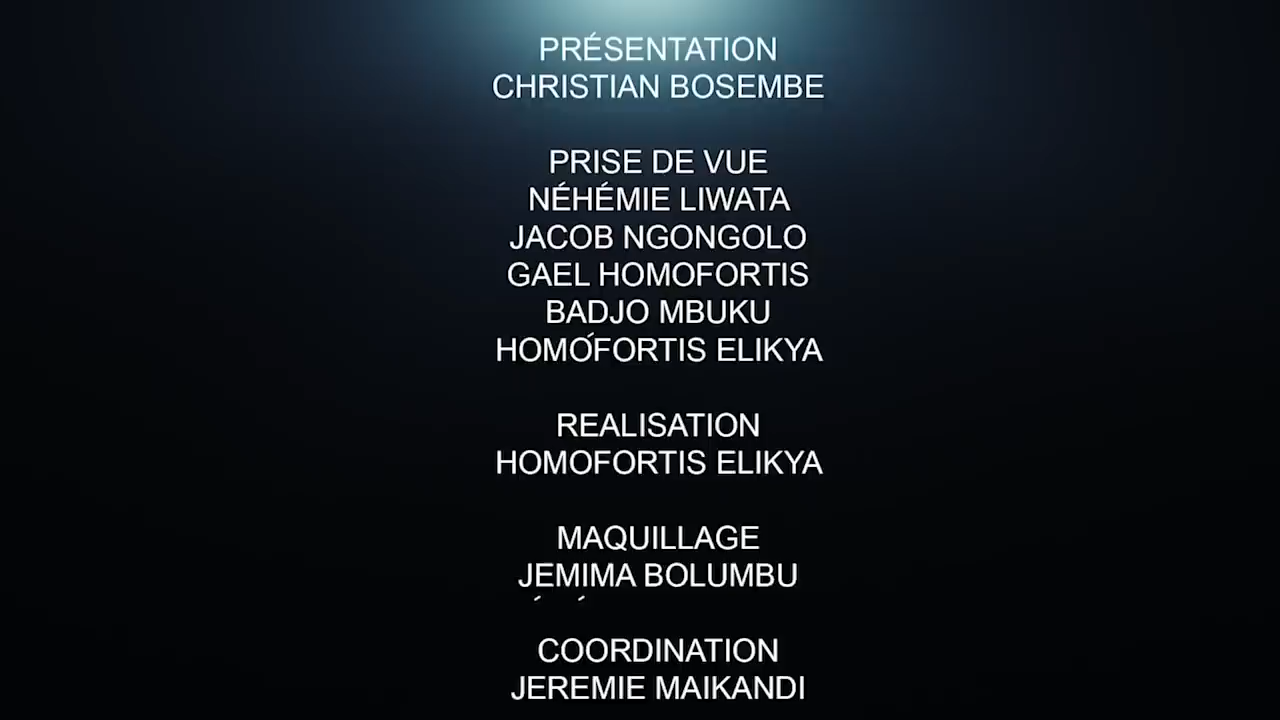 PRÉSENTATION
CHRISTIAN BOSEMBE
PRISE DE VUE
NÉHÉMIE LIWATA
JACOB NGONGOLO
GAEL HOMOFORTIS
BADJO MBUKU
HOMOFORTIS ELIKYA
REALISATION
HOMOFORTIS ELIKYA
MAQUILLAGE
JEMIMA BOLUMBU
COORDINATION
JEREMIE MAIKANDI